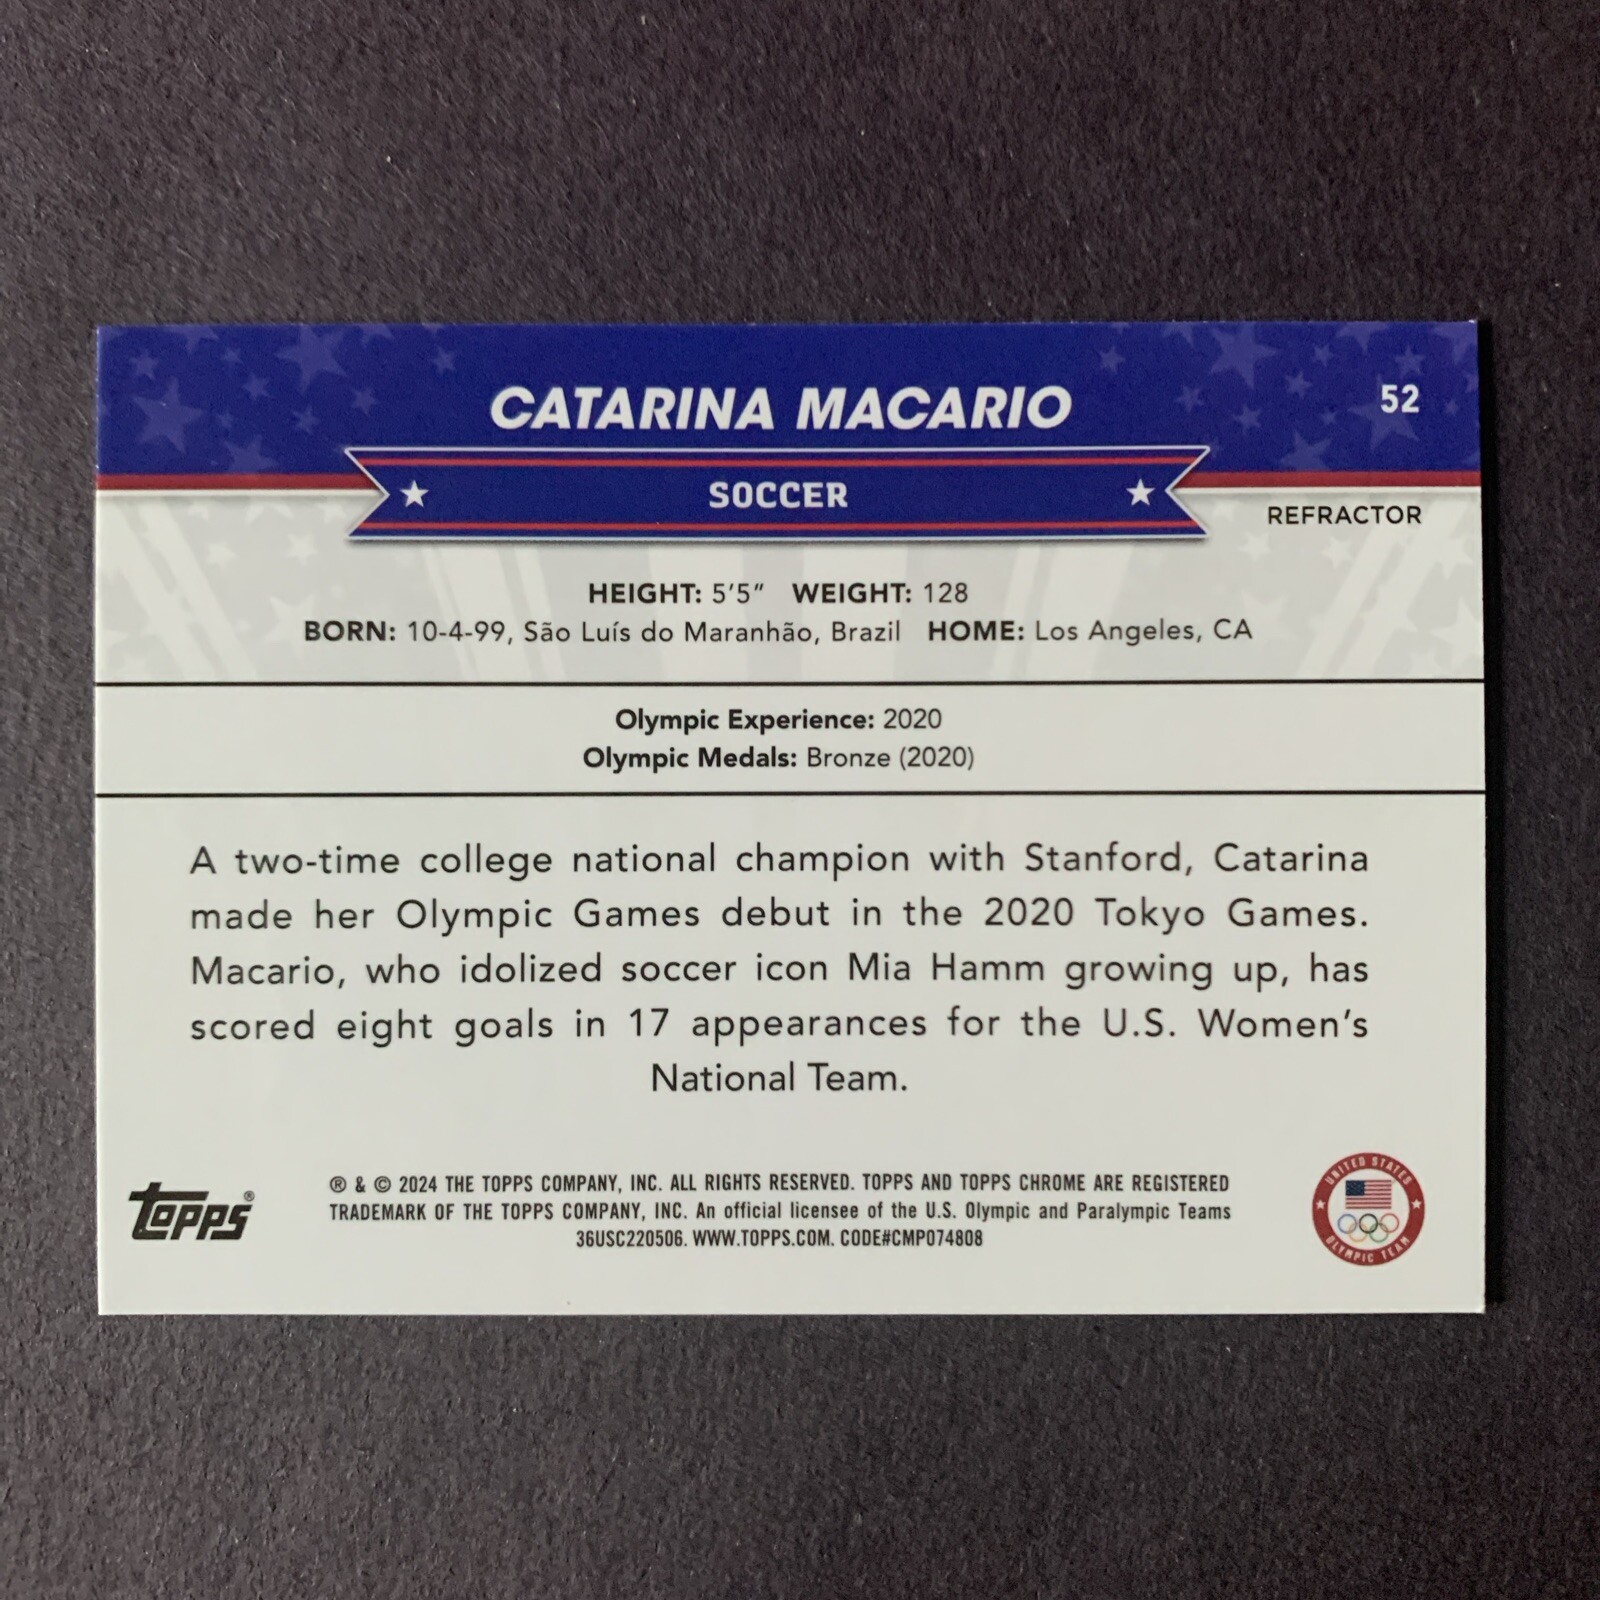 CATARINA MACARIO
52
SOCCER
REFRACTOR
HEIGHT: 5'5" WEIGHT: 128
BORN: 10-4-99, São Luís do Maranhão, Brazil HOME: Los Angeles, CA
Olympic Experience: 2020
Olympic Medals: Bronze (2020)
A two-time college national champion with Stanford, Catarina
made her Olympic Games debut in the 2020 Tokyo Games.
Macario, who idolized soccer icon Mia Hamm growing up, has
scored eight goals in 17 appearances for the U.S. Women's
National Team.
Topps®
® & © 2024 THE TOPPS COMPANY, INC. ALL RIGHTS RESERVED. TOPPS AND TOPPS CHROME ARE REGISTERED
TRADEMARK OF THE TOPPS COMPANY, INC. An official licensee of the U.S. Olympic and Paralympic Teams
36USC220506. WWW.TOPPS.COM. CODE#CMP074808
UNITED STATES
OLYMPIC TEAM